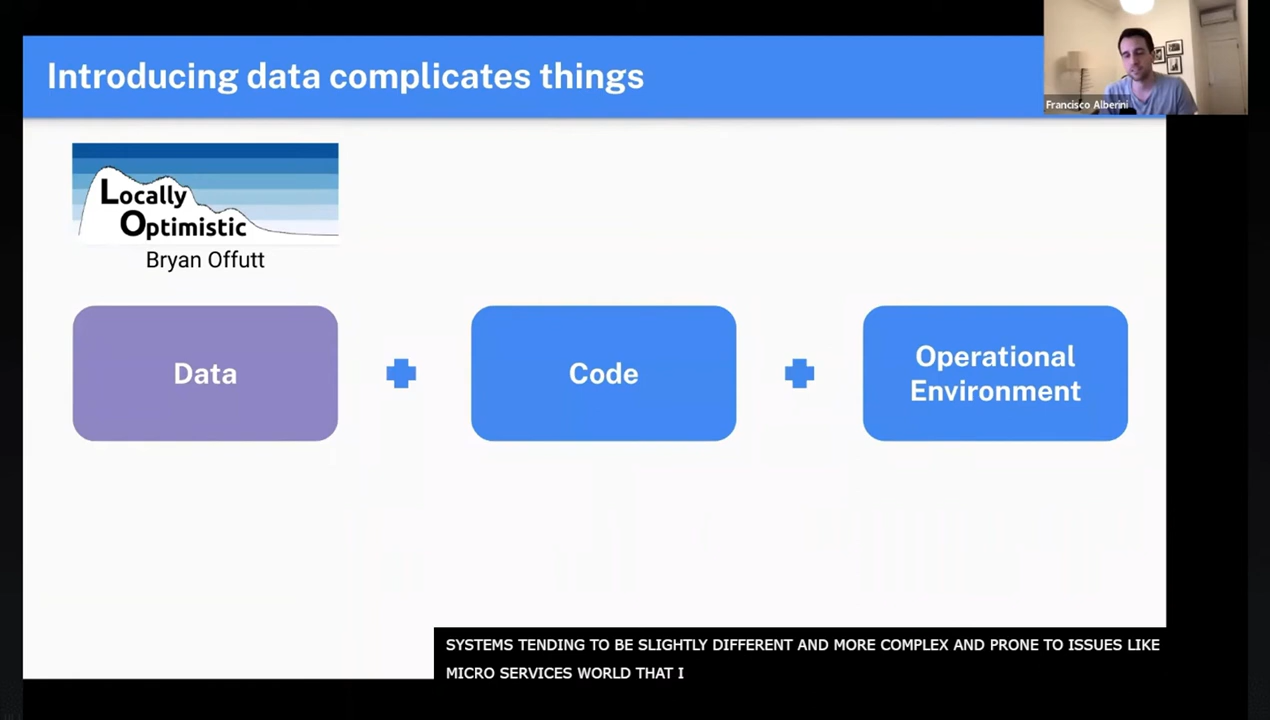 Introducing data complicates things
Francisco Alberini
Locally
Optimistic
Bryan Offutt
Data
Code
Operational
Environment
SYSTEMS TENDING TO BE SLIGHTLY DIFFERENT AND MORE COMPLEX AND PRONE TO ISSUES LIKE
MICRO SERVICES WORLD THAT I